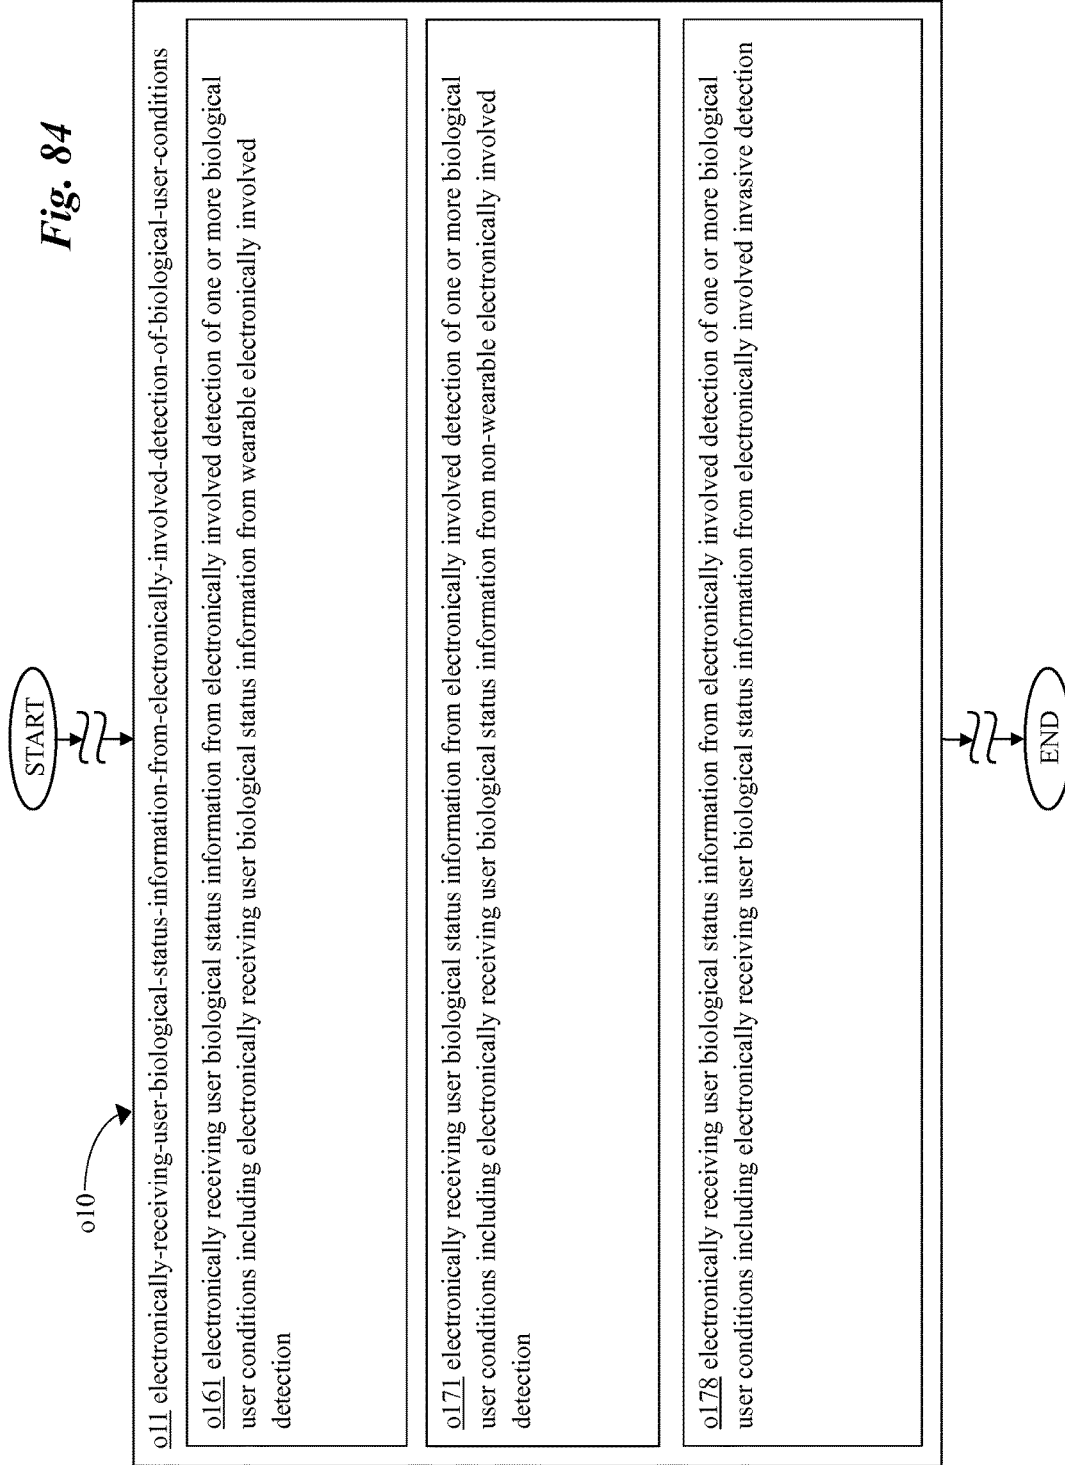 Fig. 84
START
o10
o11 electronically-receiving-user-biological-status-information-from-electronically-involved-detection-of-biological-user-conditions
o161 electronically receiving user biological status information from electronically involved detection of one or more biological
user conditions including electronically receiving user biological status information from wearable electronically involved
detection
o171 electronically receiving user biological status information from electronically involved detection of one or more biological
user conditions including electronically receiving user biological status information from non-wearable electronically involved
detection
o178 electronically receiving user biological status information from electronically involved detection of one or more biological
user conditions including electronically receiving user biological status information from electronically involved invasive detection
END